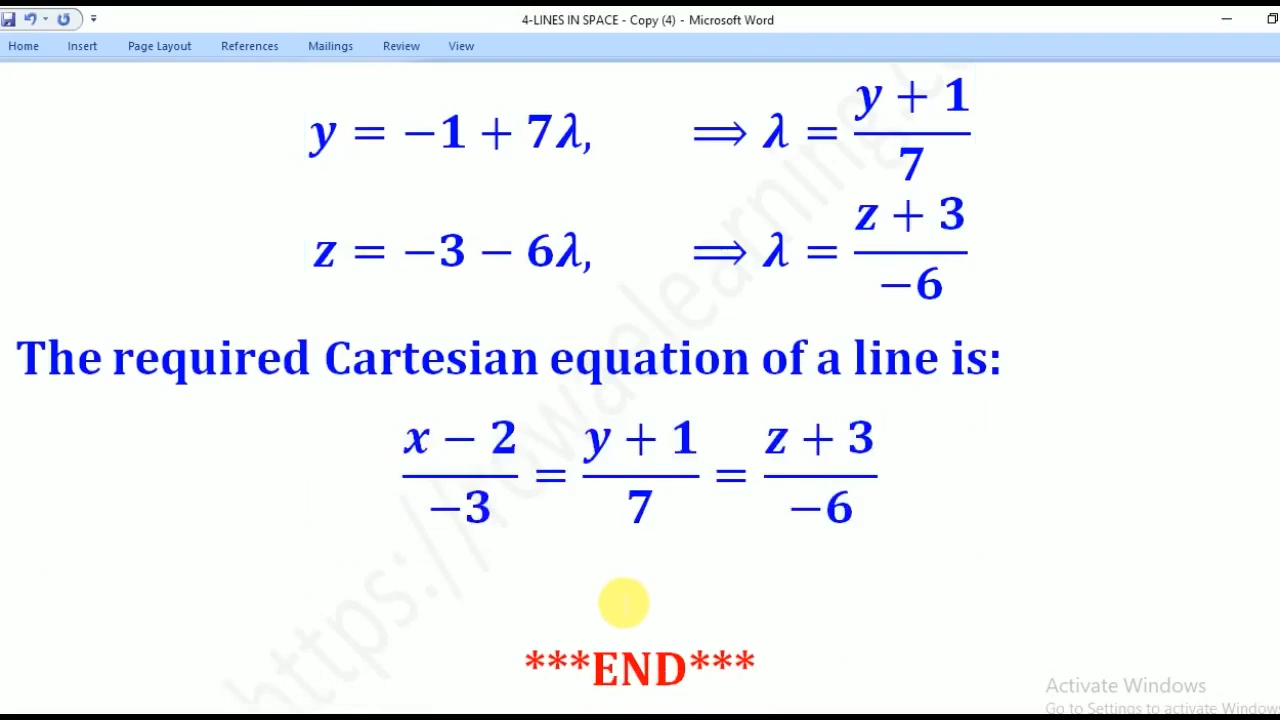 4-LINES IN SPACE - Copy (4) - Microsoft Word
Home Insert Page Layout References Mailings Review View
y = −1 + 7λ, ⟹ λ = (y + 1)/7
z = −3 − 6λ, ⟹ λ = (z + 3)/−6
The required Cartesian equation of a line is:
(x − 2)/−3 = (y + 1)/7 = (z + 3)/−6
***END***
Activate Windows
Go to Settings to activate Windows